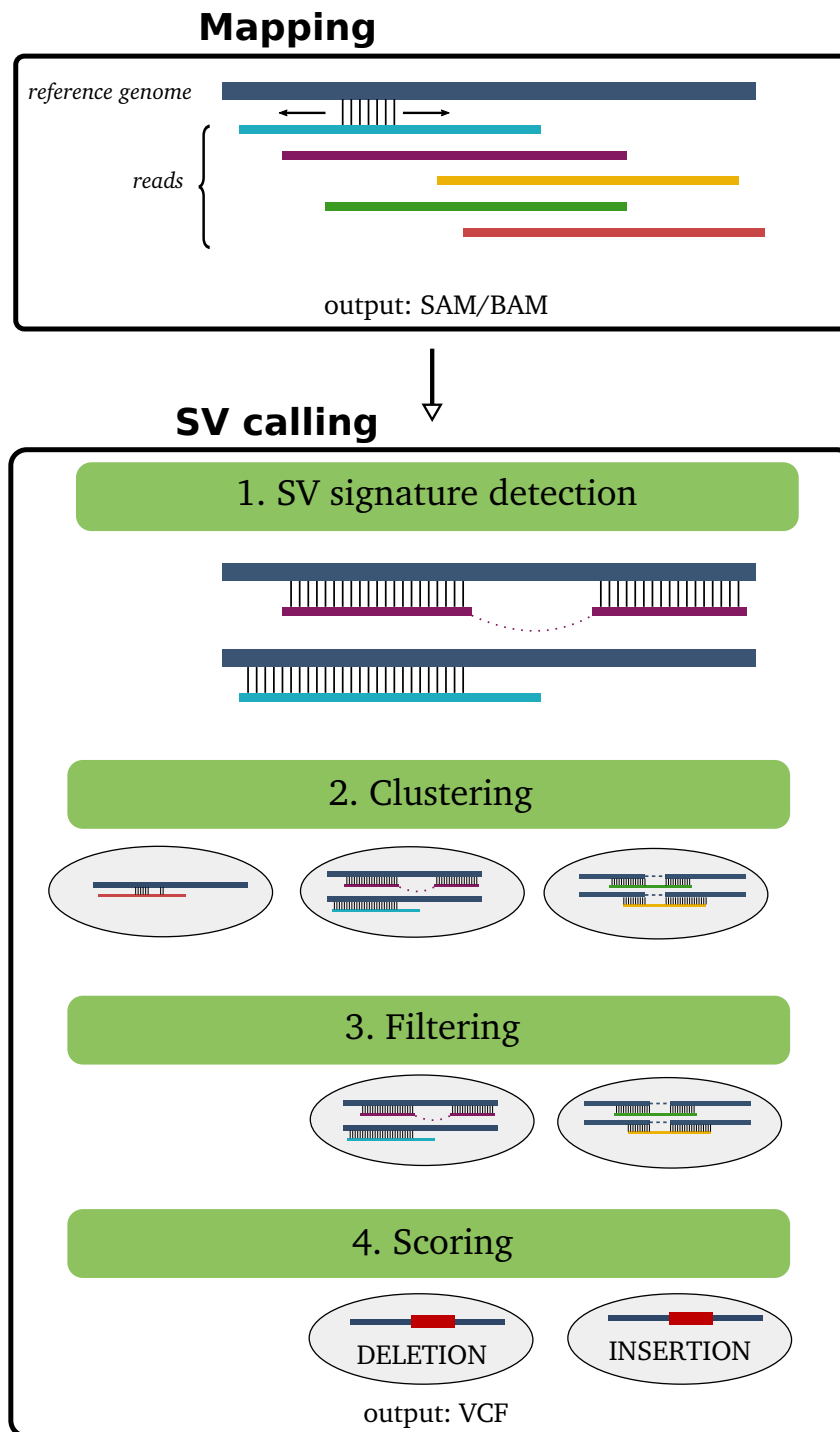 Mapping
reference genome
reads
output: SAM/BAM
SV calling
1. SV signature detection
2. Clustering
3. Filtering
4. Scoring
DELETION
INSERTION
output: VCF